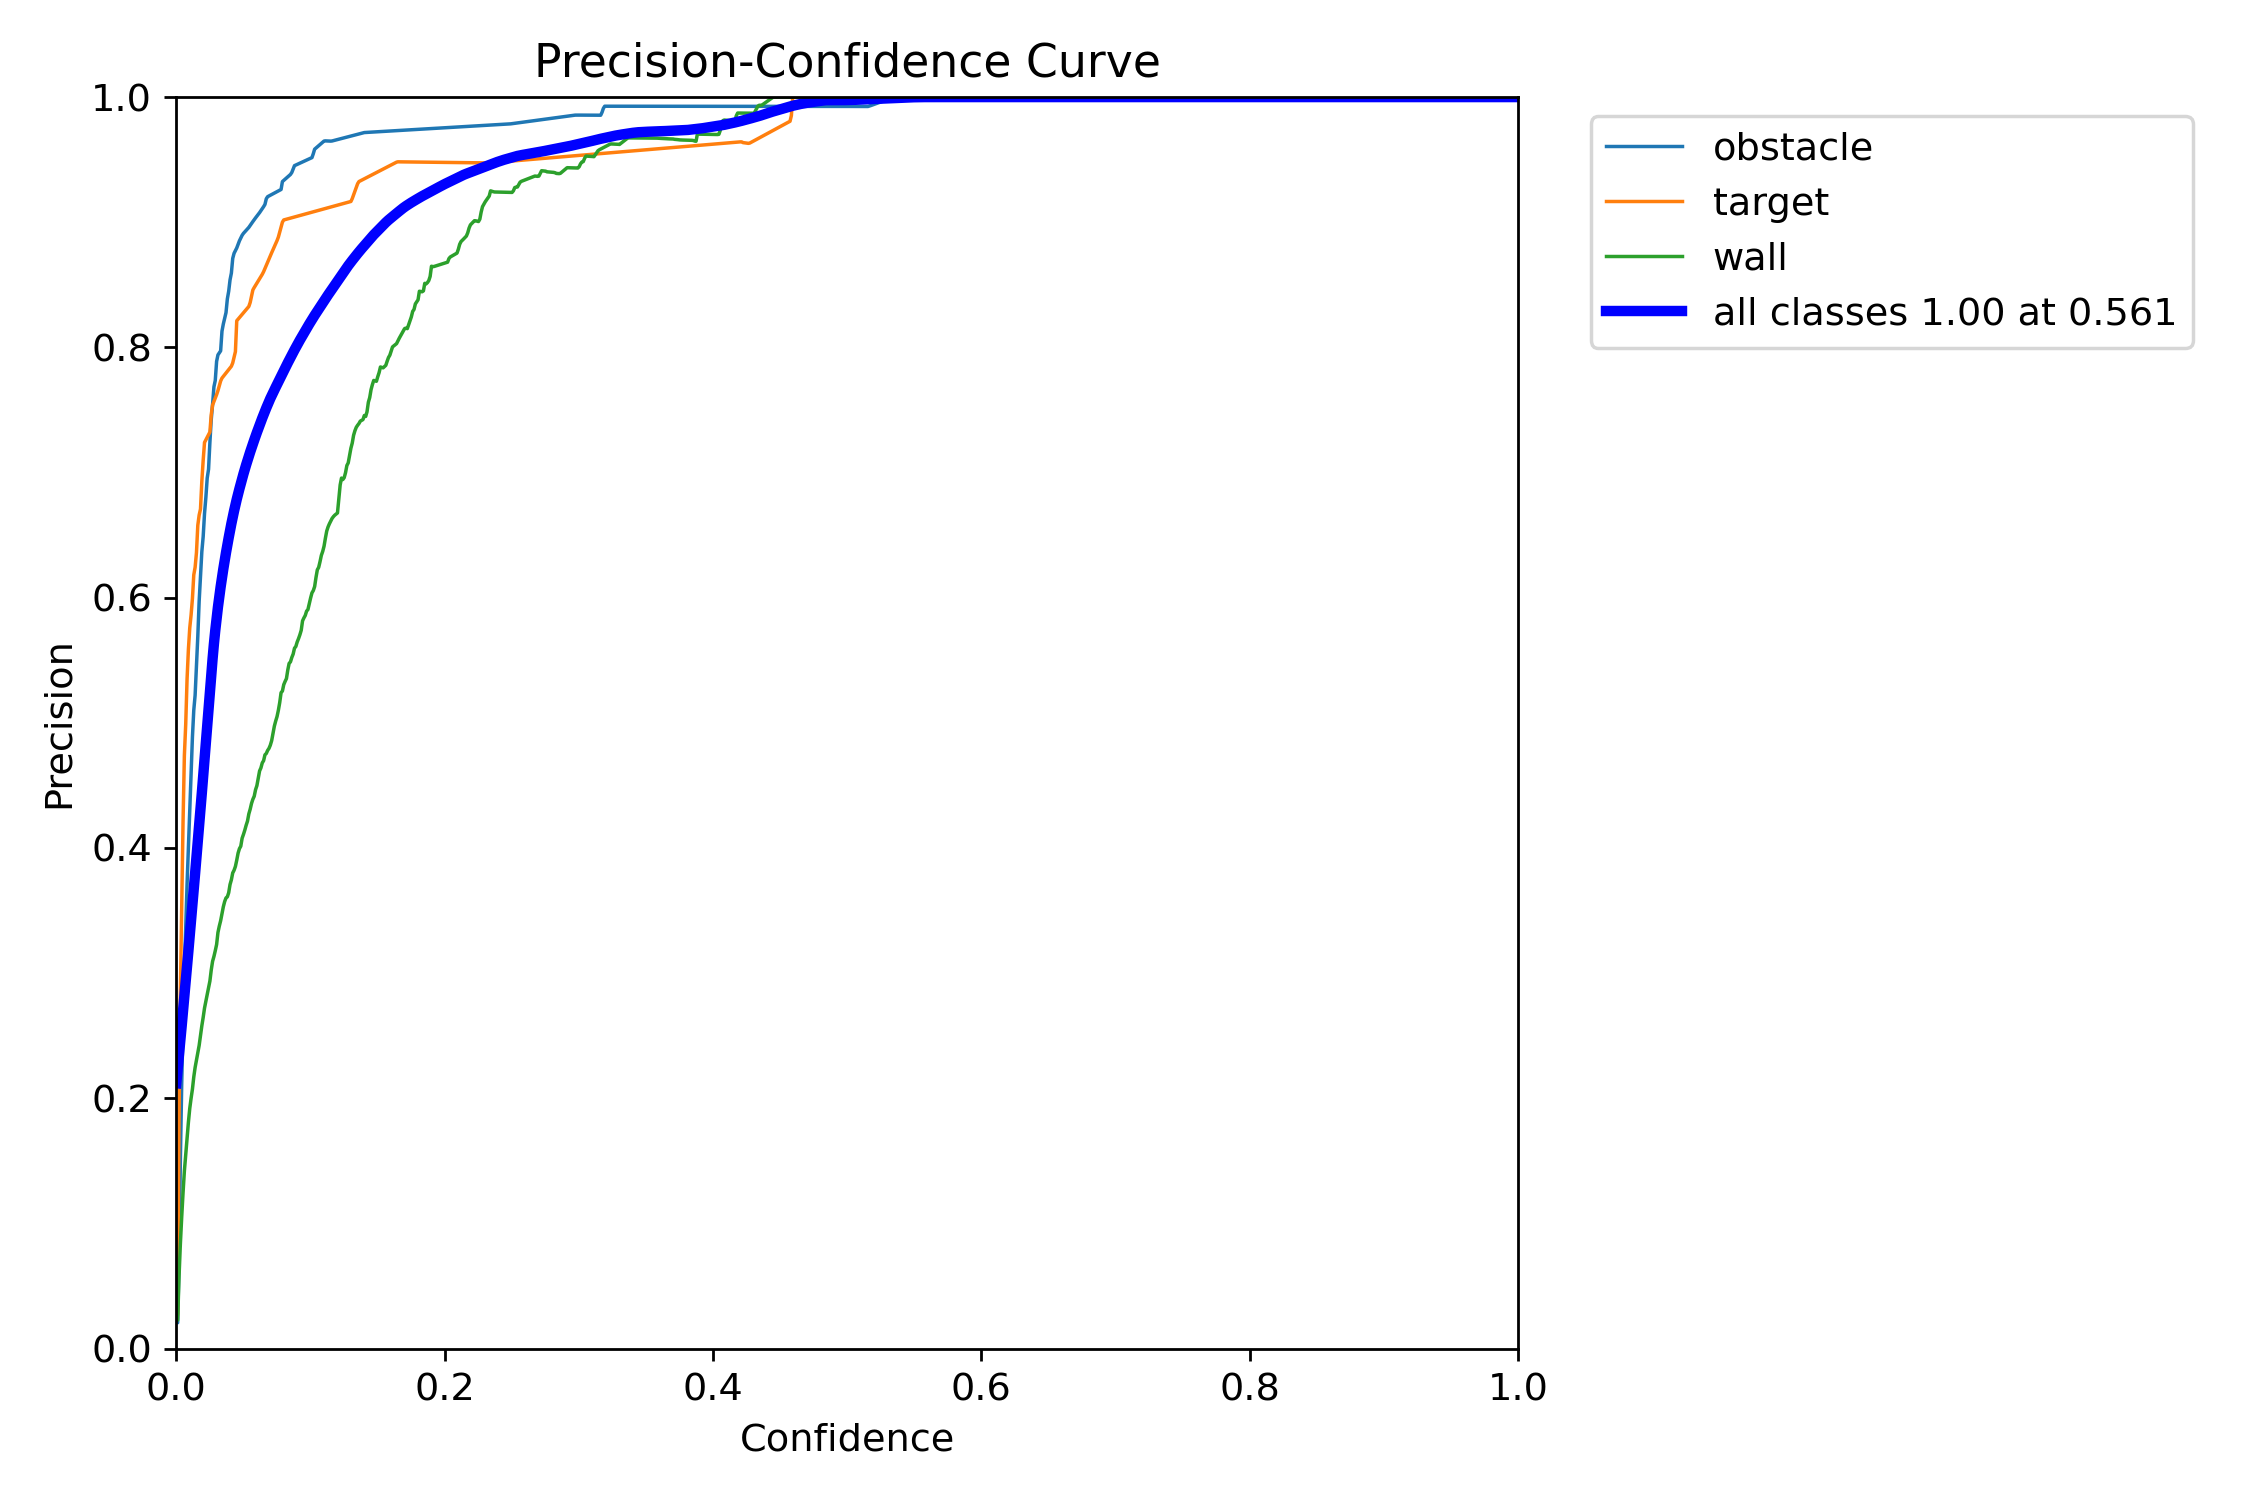 Precision-Confidence Curve
1.0
0.8
0.6
0.4
0.2
0.0
Precision
0.0 0.2 0.4 0.6 0.8 1.0
Confidence
obstacle
target
wall
all classes 1.00 at 0.561